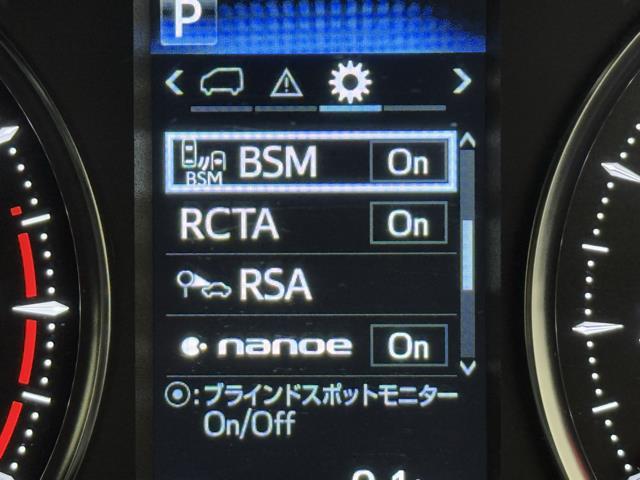 P
BSM BSM On
RCTA On
RSA
nanoe On
⦿:ブラインドスポットモニター
On/Off